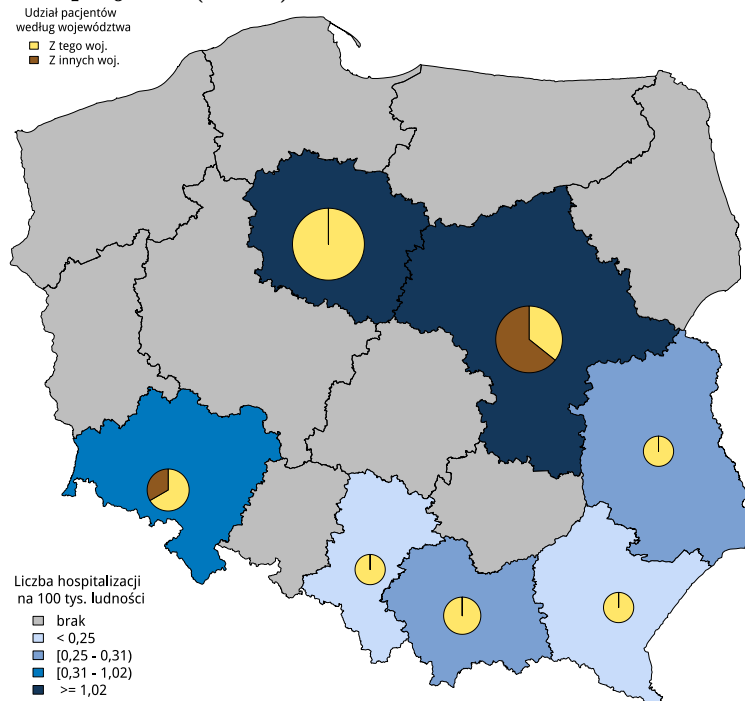 Udział pacjentów
według województwa
Z tego woj.
Z innych woj.
Liczba hospitalizacji
na 100 tys. ludności
brak
< 0,25
[0,25 - 0,31)
[0,31 - 1,02)
>= 1,02